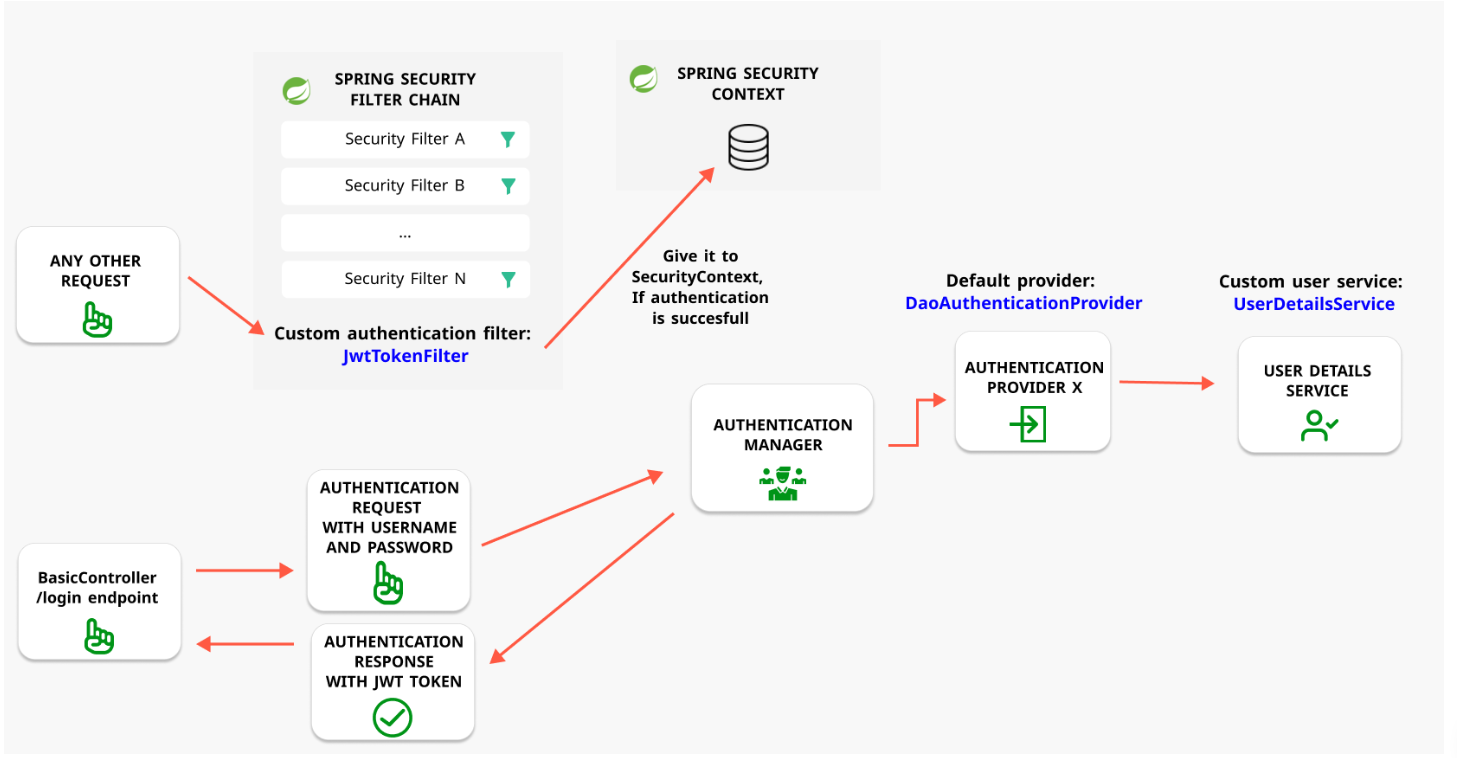 SPRING SECURITY
FILTER CHAIN
Security Filter A
Security Filter B
...
Security Filter N
Custom authentication filter:
JwtTokenFilter
SPRING SECURITY
CONTEXT
ANY OTHER
REQUEST
Give it to
SecurityContext,
If authentication
is succesfull
Default provider:
DaoAuthenticationProvider
Custom user service:
UserDetailsService
AUTHENTICATION
PROVIDER X
USER DETAILS
SERVICE
AUTHENTICATION
MANAGER
AUTHENTICATION
REQUEST
WITH USERNAME
AND PASSWORD
BasicController
/login endpoint
AUTHENTICATION
RESPONSE
WITH JWT TOKEN